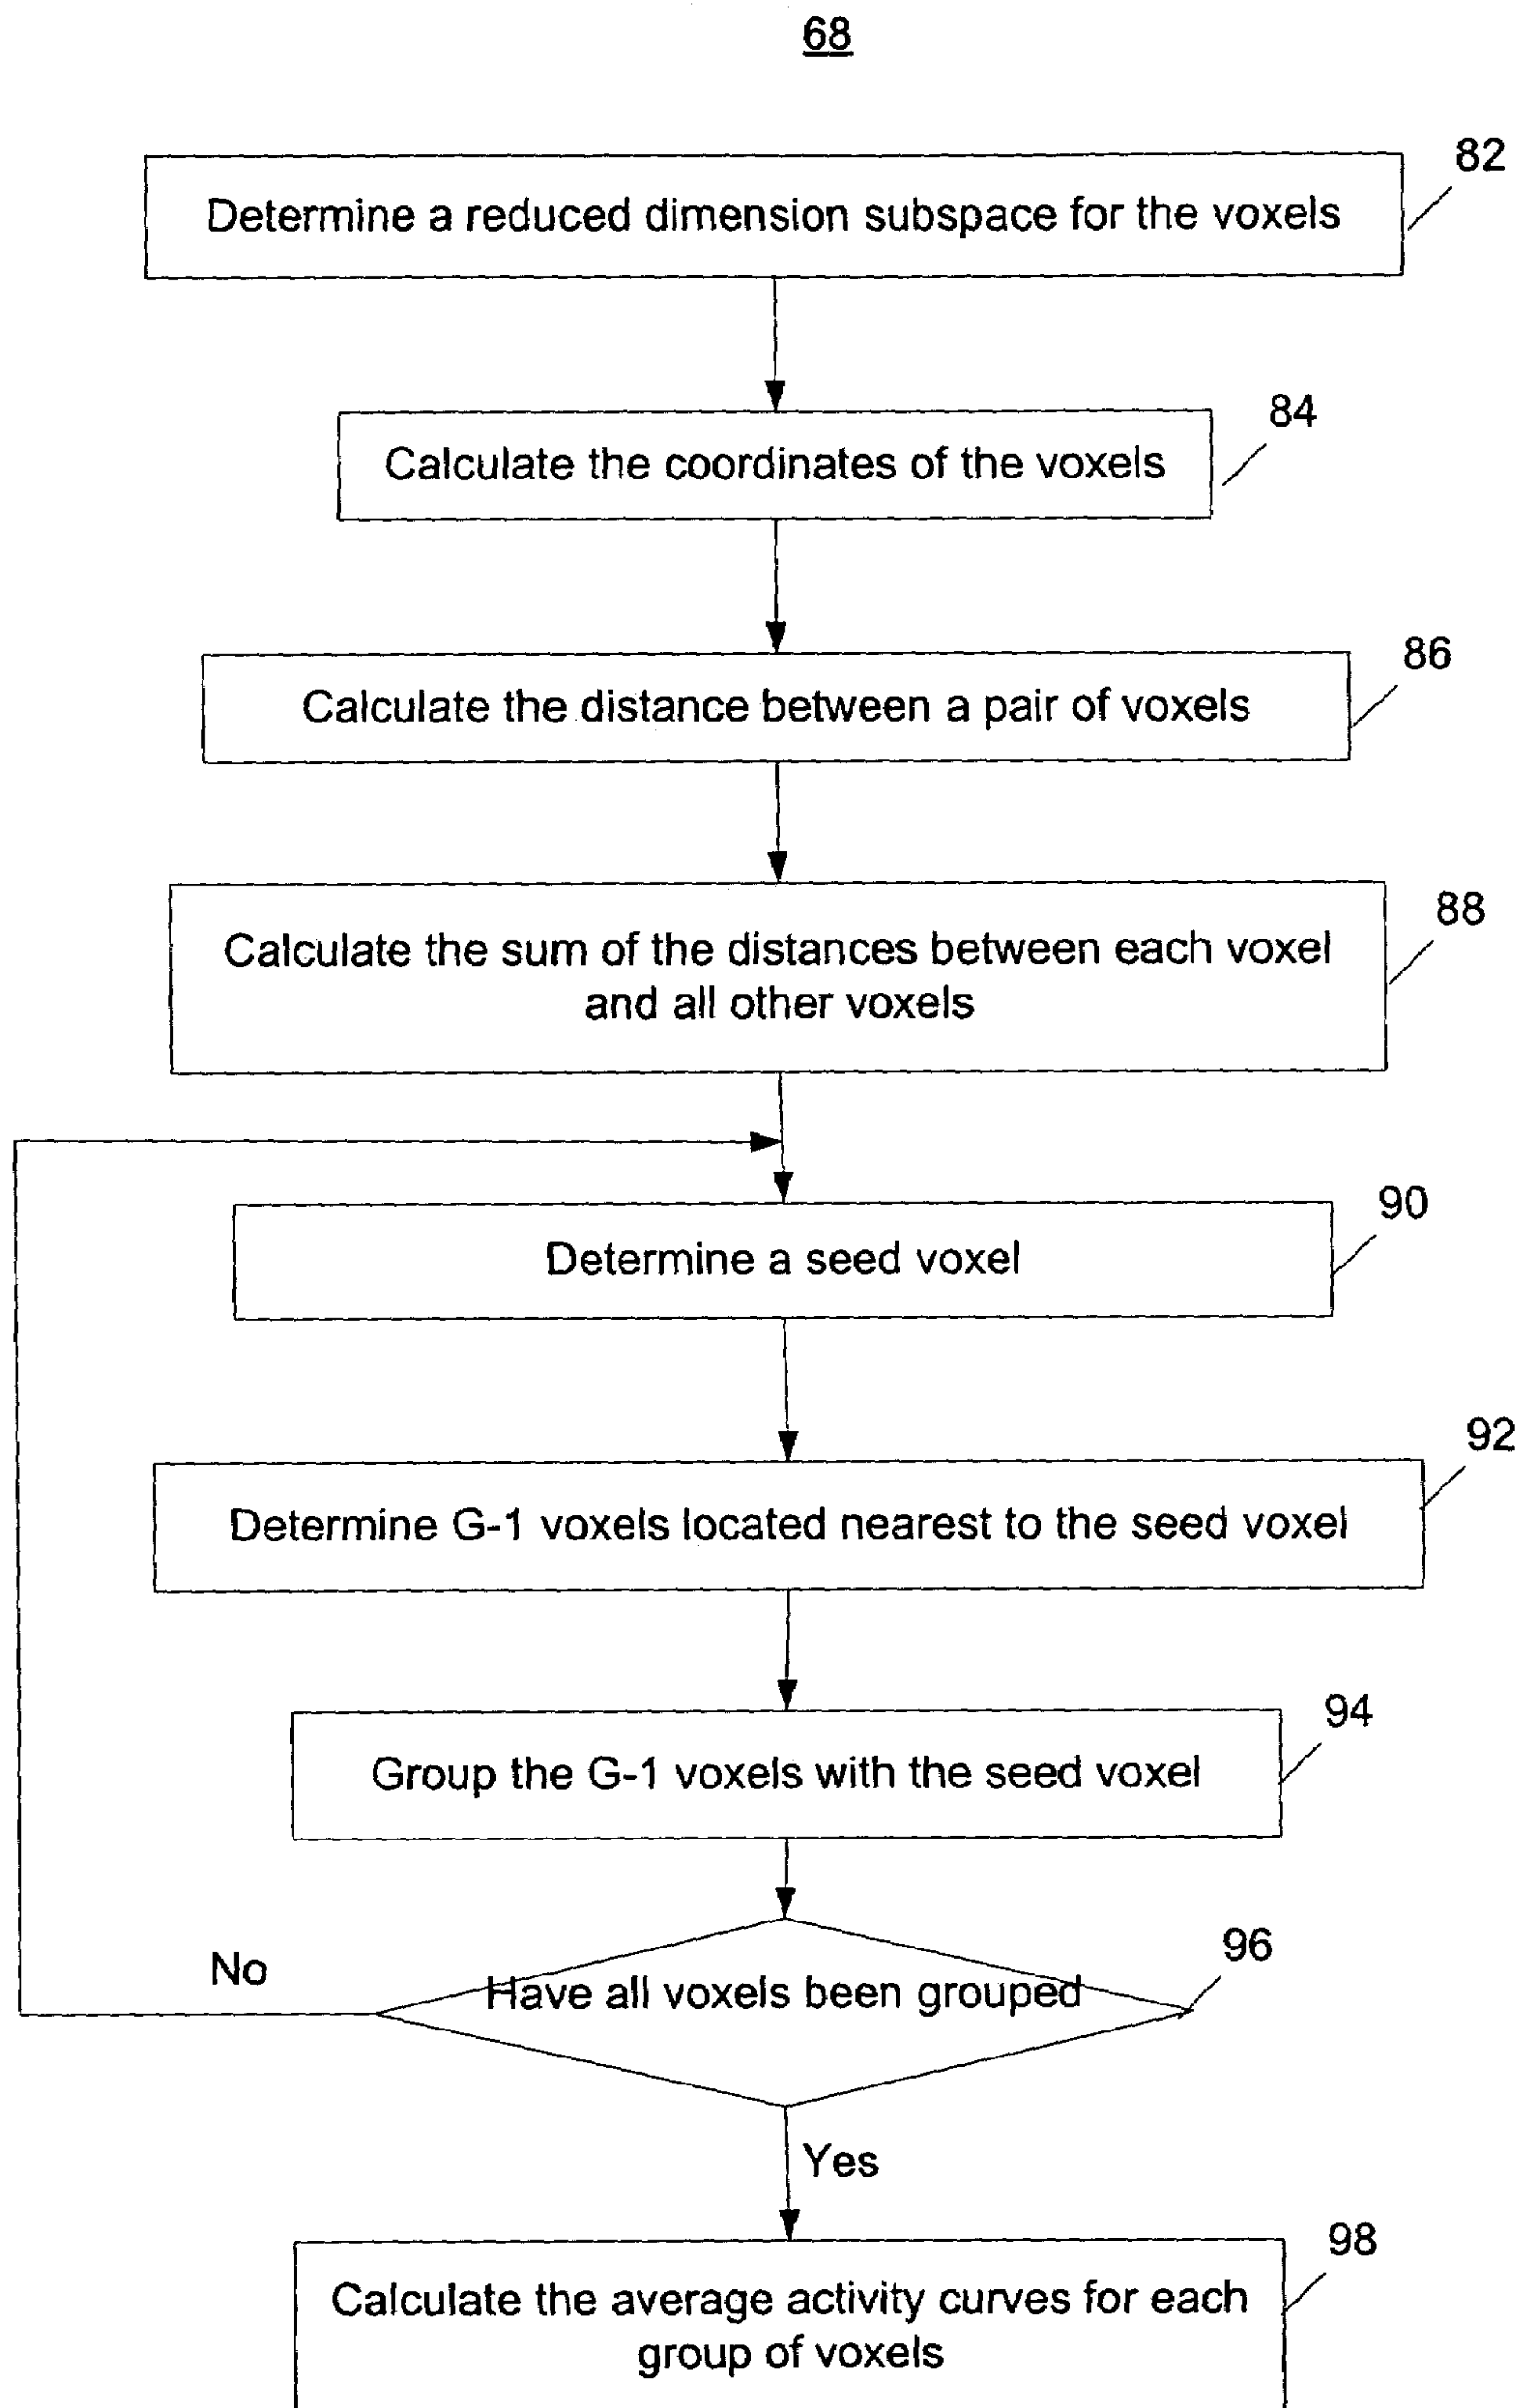 68
82
Determine a reduced dimension subspace for the voxels
84
Calculate the coordinates of the voxels
86
Calculate the distance between a pair of voxels
88
Calculate the sum of the distances between each voxel
and all other voxels
90
Determine a seed voxel
92
Determine G-1 voxels located nearest to the seed voxel
94
Group the G-1 voxels with the seed voxel
96
No
Have all voxels been grouped
Yes
98
Calculate the average activity curves for each
group of voxels